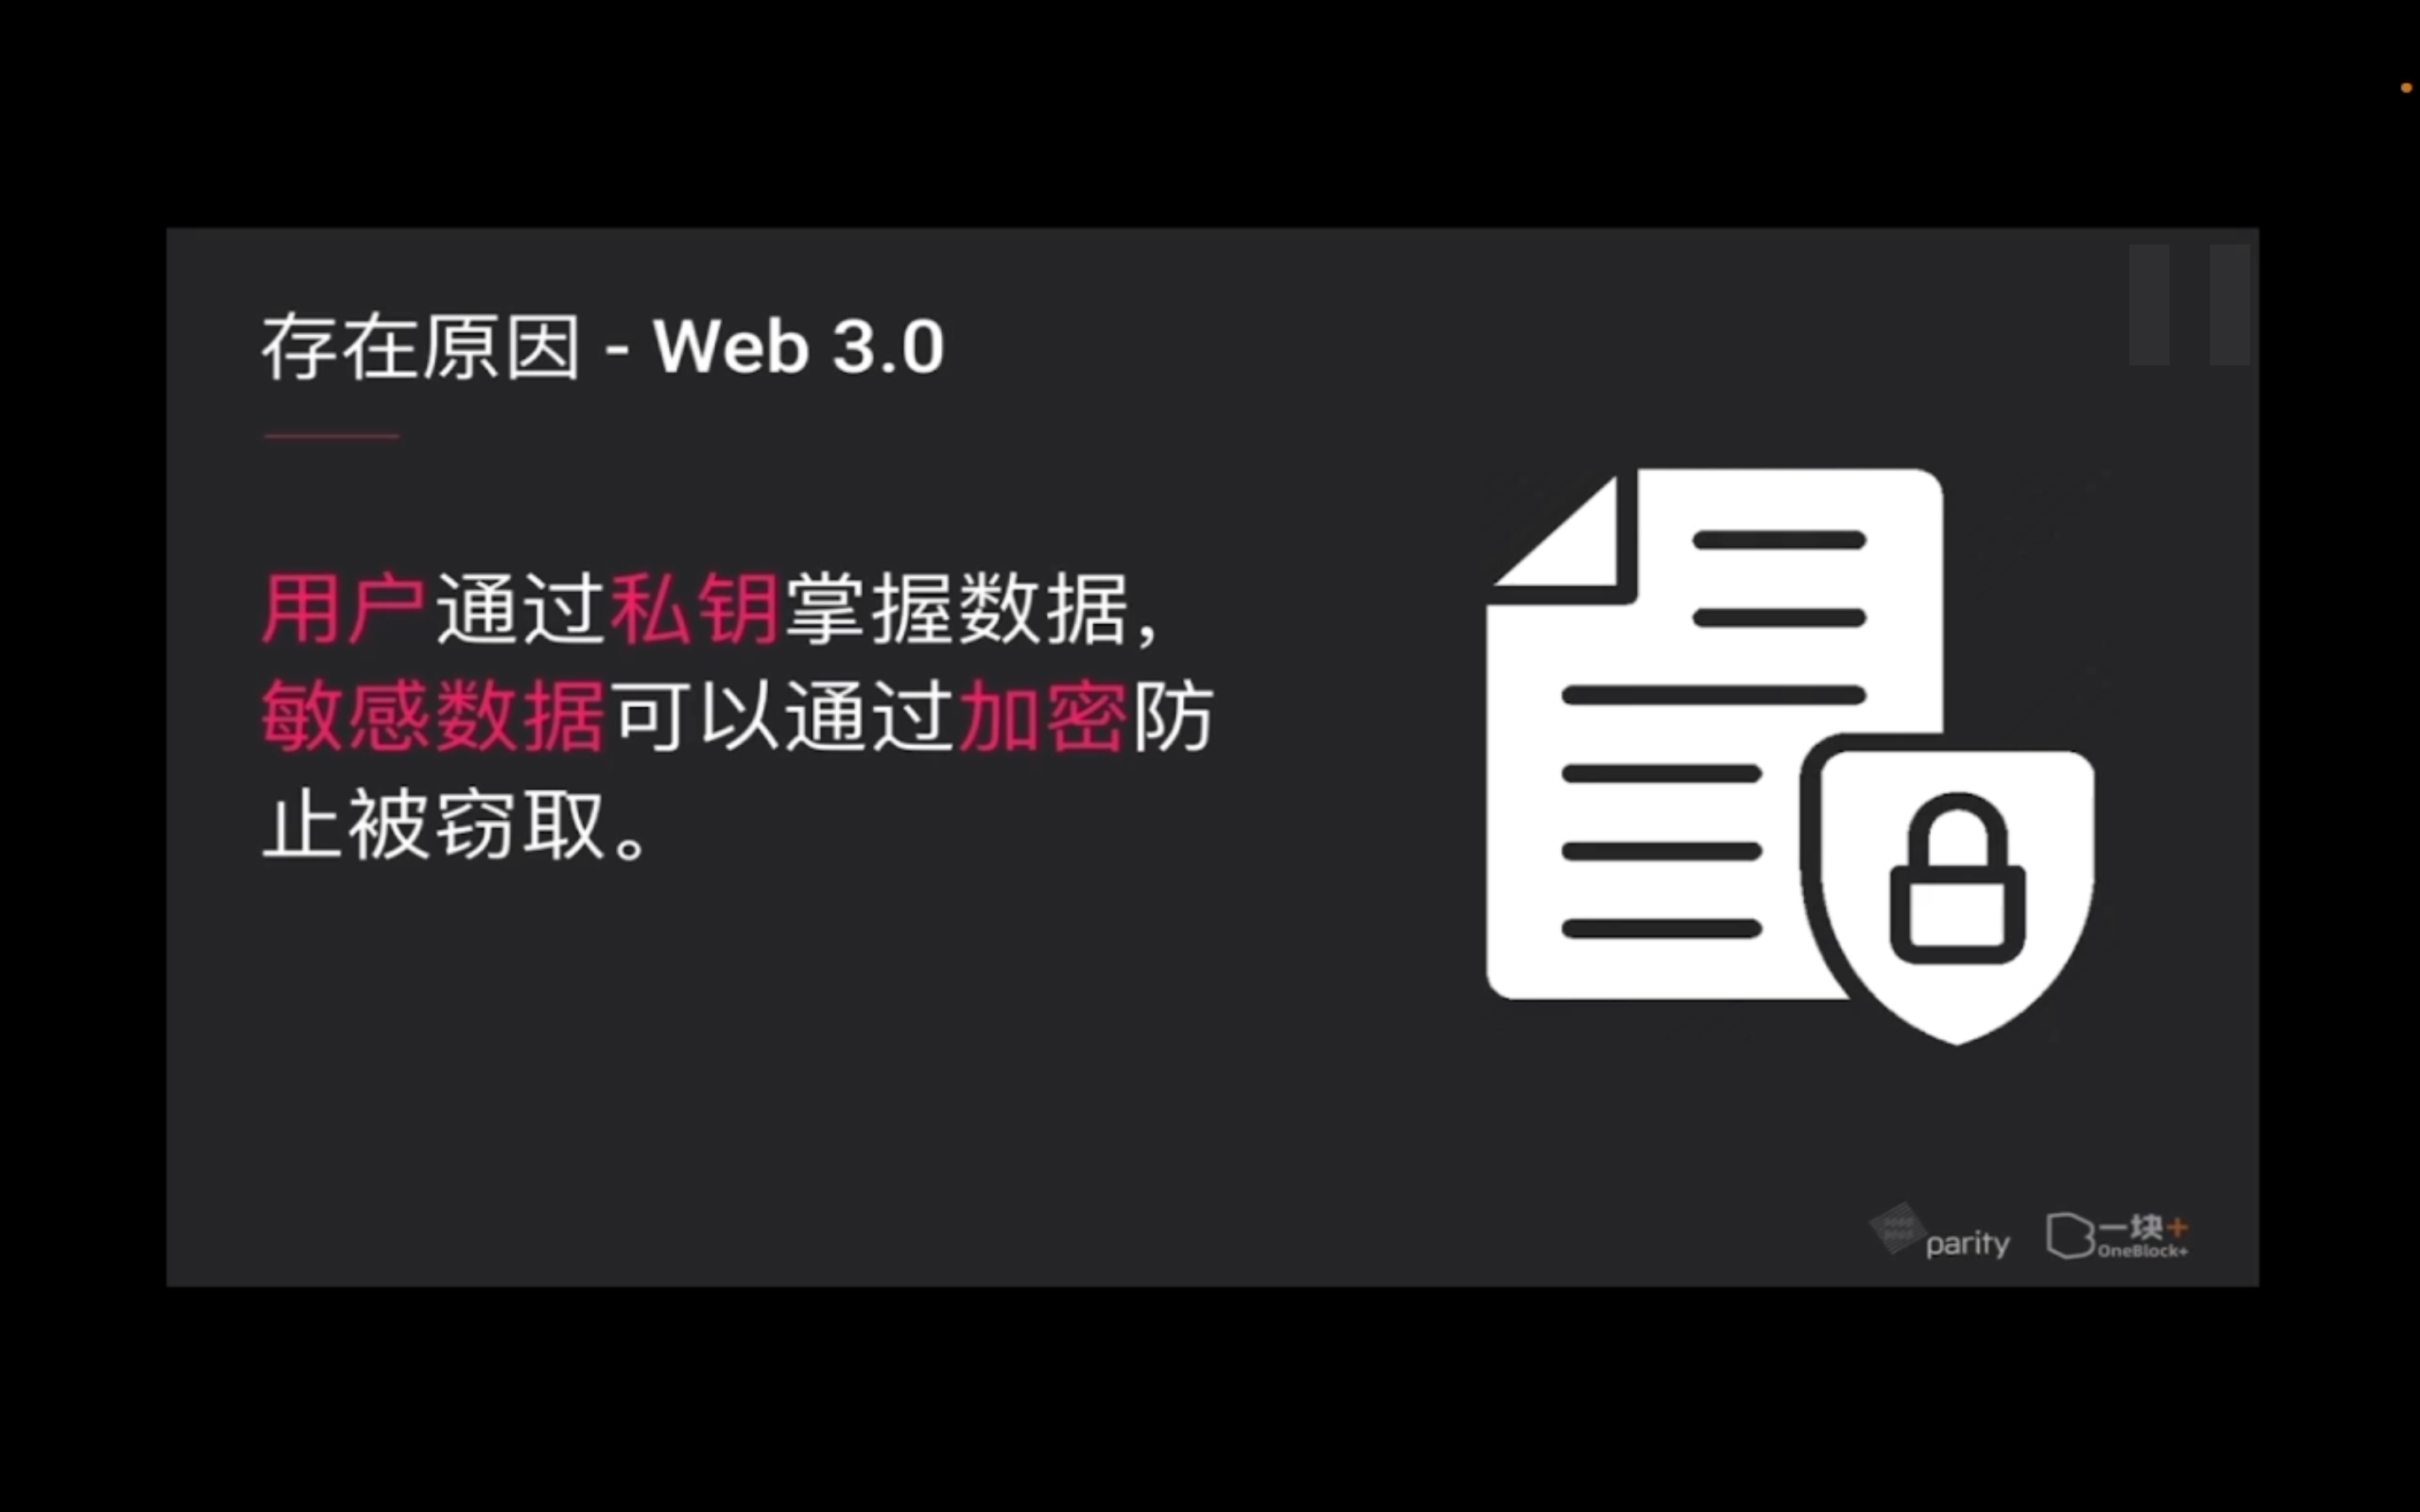 存在原因 - Web 3.0
用户通过私钥掌握数据，
敏感数据可以通过加密防
止被窃取。
parity
一块+
OneBlock+